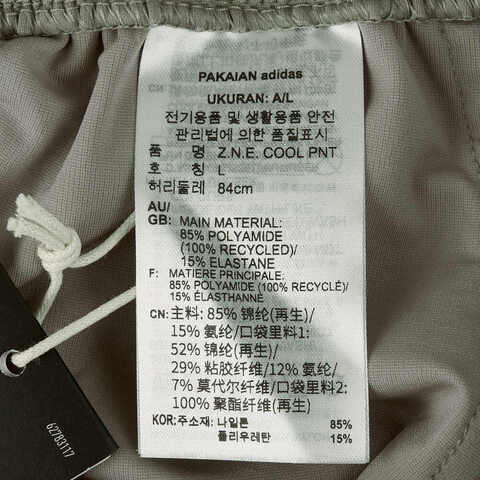 PAKAIAN adidas
UKURAN: A/L
전기용품 및 생활용품 안전
관리법에 의한 품질표시
품 명 Z.N.E. COOL PNT
호 칭 L
허리둘레 84cm
AU/
GB: MAIN MATERIAL:
85% POLYAMIDE
(100% RECYCLED)/
15% ELASTANE
F: MATIERE PRINCIPALE:
85% POLYAMIDE (100% RECYCLÉ)/
15% ÉLASTHANNE
CN: 主料: 85% 锦纶(再生)/
15% 氨纶/口袋里料1:
52% 锦纶(再生)/
29% 粘胶纤维/12% 氨纶/
7% 莫代尔纤维/口袋里料2:
100% 聚酯纤维(再生)
KOR: 주소재: 나일론 85%
폴리우레탄 15%
62783117